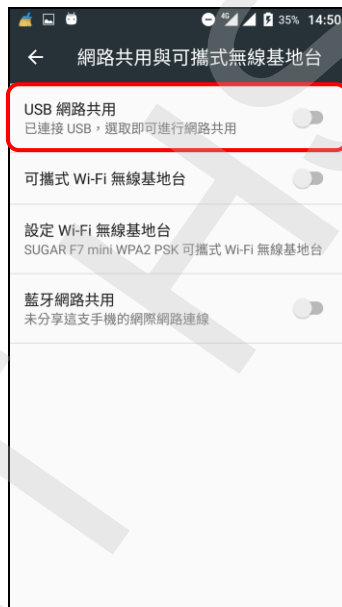 4G 35% 14:50
網路共用與可攜式無線基地台
USB 網路共用
已連接 USB，選取即可進行網路共用
可攜式 Wi-Fi 無線基地台
設定 Wi-Fi 無線基地台
SUGAR F7 mini WPA2 PSK 可攜式 Wi-Fi 無線基地台
藍牙網路共用
未分享這支手機的網際網路連線